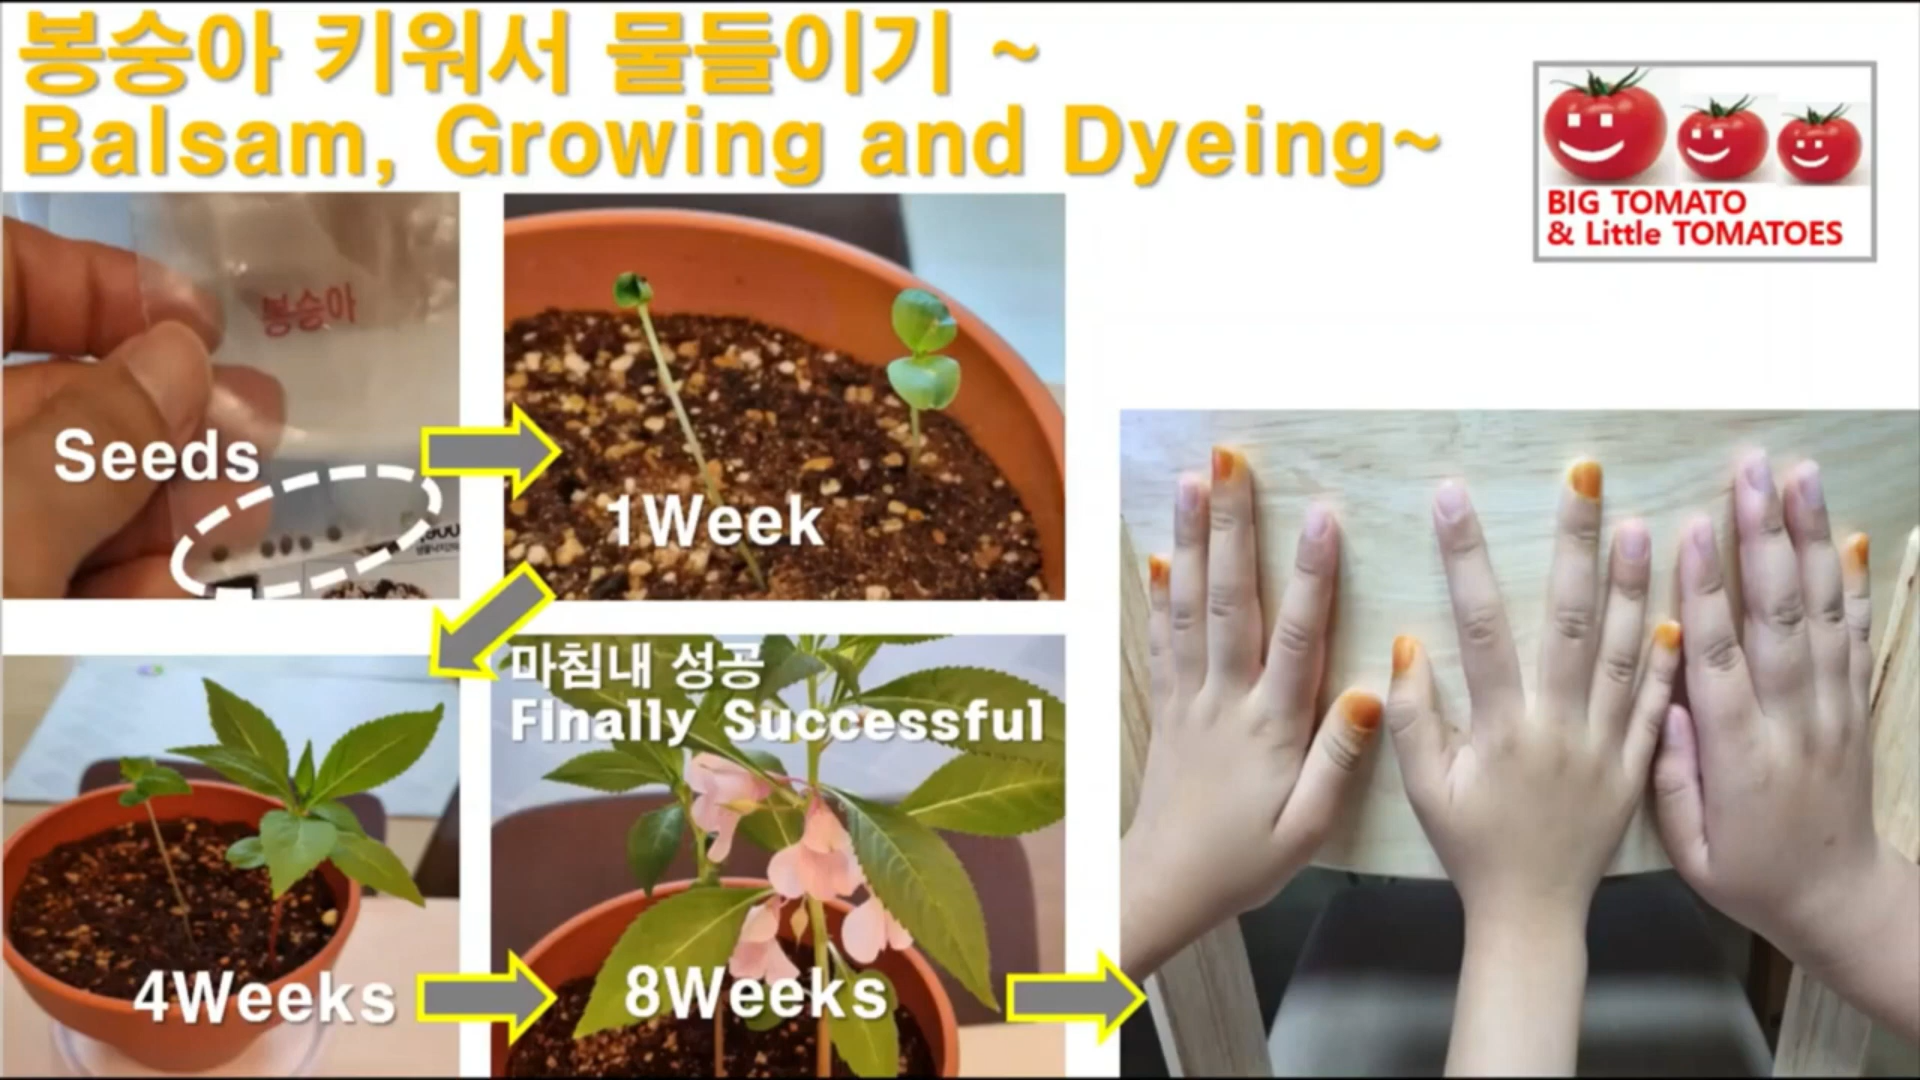 봉숭아 키워서 물들이기 ~
Balsam, Growing and Dyeing~
BIG TOMATO
& Little TOMATOES
봉숭아
Seeds
1Week
마침내 성공
Finally Successful
4Weeks
8Weeks